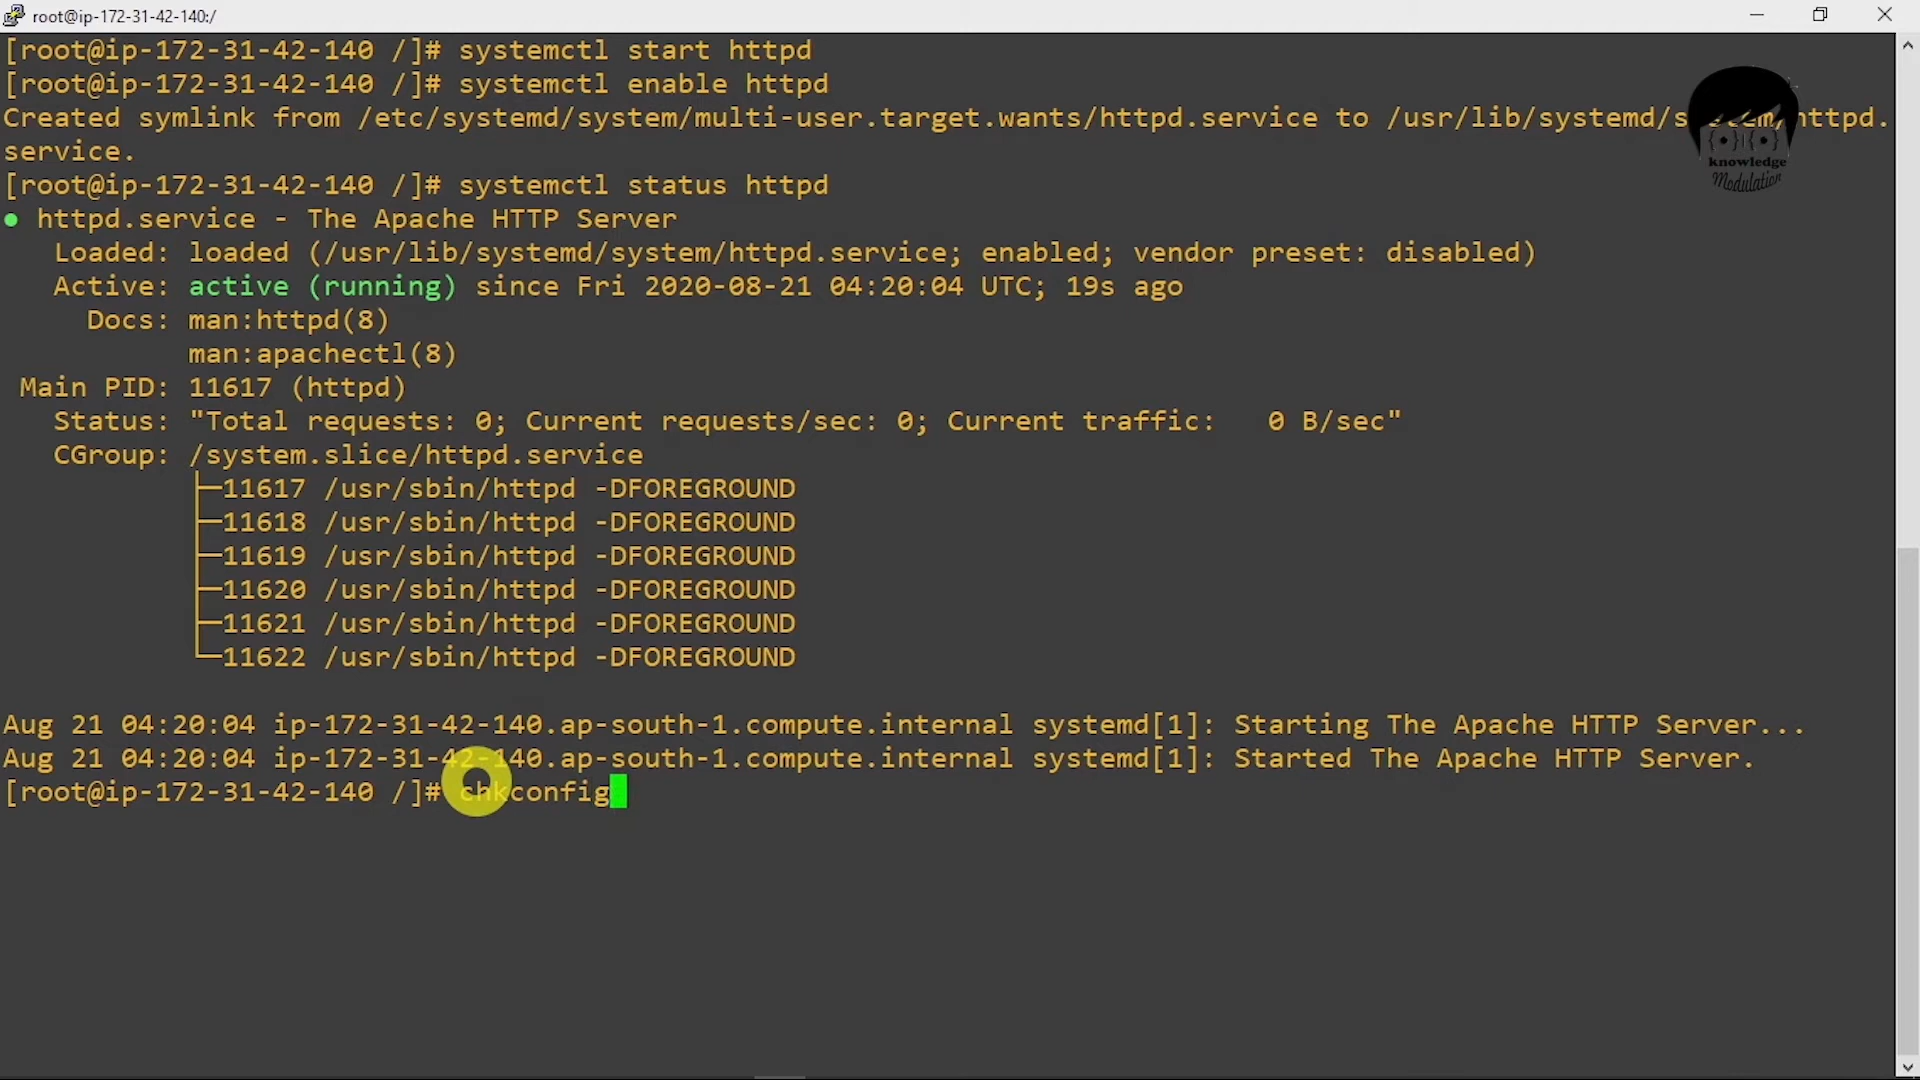 root@ip-172-31-42-140:/
[root@ip-172-31-42-140 /]# systemctl start httpd
[root@ip-172-31-42-140 /]# systemctl enable httpd
Created symlink from /etc/systemd/system/multi-user.target.wants/httpd.service to /usr/lib/systemd/system/httpd.
service.
[root@ip-172-31-42-140 /]# systemctl status httpd
● httpd.service - The Apache HTTP Server
Loaded: loaded (/usr/lib/systemd/system/httpd.service; enabled; vendor preset: disabled)
Active: active (running) since Fri 2020-08-21 04:20:04 UTC; 19s ago
Docs: man:httpd(8)
man:apachectl(8)
Main PID: 11617 (httpd)
Status: "Total requests: 0; Current requests/sec: 0; Current traffic:   0 B/sec"
CGroup: /system.slice/httpd.service
├─11617 /usr/sbin/httpd -DFOREGROUND
├─11618 /usr/sbin/httpd -DFOREGROUND
├─11619 /usr/sbin/httpd -DFOREGROUND
├─11620 /usr/sbin/httpd -DFOREGROUND
├─11621 /usr/sbin/httpd -DFOREGROUND
└─11622 /usr/sbin/httpd -DFOREGROUND
Aug 21 04:20:04 ip-172-31-42-140.ap-south-1.compute.internal systemd[1]: Starting The Apache HTTP Server...
Aug 21 04:20:04 ip-172-31-42-140.ap-south-1.compute.internal systemd[1]: Started The Apache HTTP Server.
[root@ip-172-31-42-140 /]# chkconfig
knowledge
Modulation